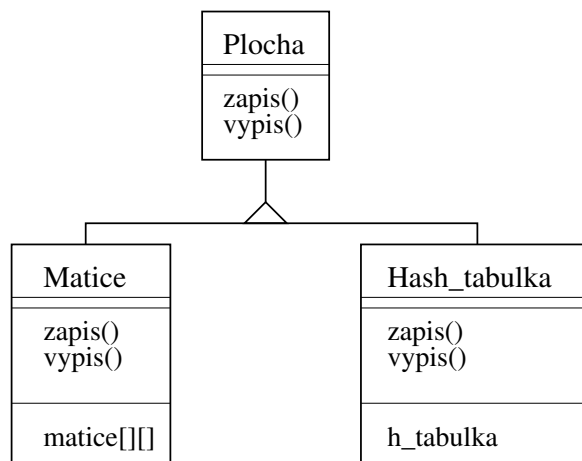 Plocha
zapis()
vypis()
Matice
zapis()
vypis()
matice[][]
Hash_tabulka
zapis()
vypis()
h_tabulka